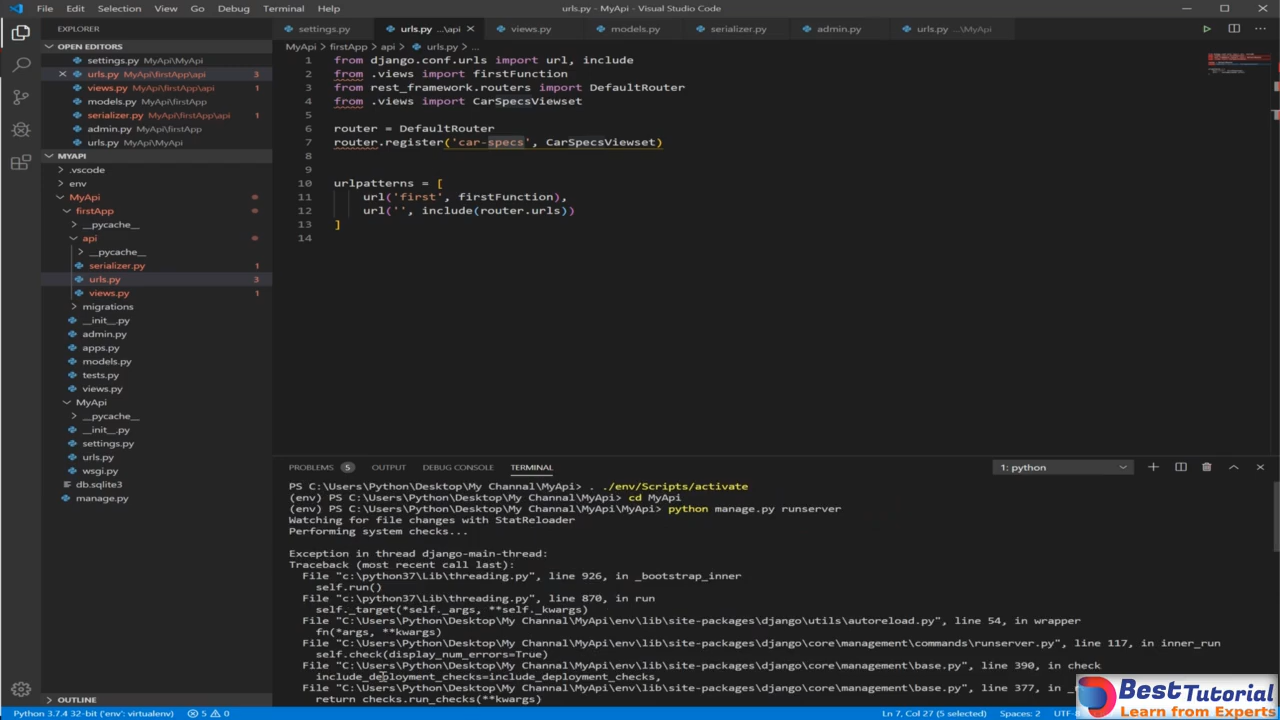 File Edit Selection View Go Debug Terminal Help
urls.py - MyApi - Visual Studio Code
EXPLORER
settings.py
urls.py ...\api
views.py
models.py
serializer.py
admin.py
urls.py ...\MyApi
OPEN EDITORS
settings.py MyApi\MyApi
urls.py MyApi\firstApp\api 3
views.py MyApi\firstApp\api 1
models.py MyApi\firstApp
serializer.py MyApi\firstApp\api 1
admin.py MyApi\firstApp
urls.py MyApi\MyApi
MYAPI
.vscode
env
MyApi
firstApp
__pycache__
api
__pycache__
serializer.py 1
urls.py 3
views.py 1
migrations
__init__.py
admin.py
apps.py
models.py
tests.py
views.py
MyApi
__pycache__
__init__.py
settings.py
urls.py
wsgi.py
db.sqlite3
manage.py
OUTLINE
MyApi > firstApp > api > urls.py > ...
1 from django.conf.urls import url, include
2 from .views import firstFunction
3 from rest_framework.routers import DefaultRouter
4 from .views import CarSpecsViewset
5
6 router = DefaultRouter
7 router.register('car-specs', CarSpecsViewset)
8
9
10 urlpatterns = [
11 url('first', firstFunction),
12 url('', include(router.urls))
13 ]
14
PROBLEMS 5 OUTPUT DEBUG CONSOLE TERMINAL 1: python
PS C:\Users\Python\Desktop\My Channal\MyApi> . ./env/Scripts/activate
(env) PS C:\Users\Python\Desktop\My Channal\MyApi> cd MyApi
(env) PS C:\Users\Python\Desktop\My Channal\MyApi\MyApi> python manage.py runserver
Watching for file changes with StatReloader
Performing system checks...
Exception in thread django-main-thread:
Traceback (most recent call last):
File "c:\python37\Lib\threading.py", line 926, in _bootstrap_inner
self.run()
File "c:\python37\Lib\threading.py", line 870, in run
self._target(*self._args, **self._kwargs)
File "C:\Users\Python\Desktop\My Channal\MyApi\env\lib\site-packages\django\utils\autoreload.py", line 54, in wrapper
fn(*args, **kwargs)
File "C:\Users\Python\Desktop\My Channal\MyApi\env\lib\site-packages\django\core\management\commands\runserver.py", line 117, in inner_run
self.check(display_num_errors=True)
File "C:\Users\Python\Desktop\My Channal\MyApi\env\lib\site-packages\django\core\management\base.py", line 390, in check
include_deployment_checks=include_deployment_checks,
File "C:\Users\Python\Desktop\My Channal\MyApi\env\lib\site-packages\django\core\management\base.py", line 377, in
return checks.run_checks(**kwargs)
Python 3.7.4 32-bit ('env': virtualenv) 5 0
Ln 7, Col 27 (5 selected) Spaces: 2
BestTutorial
Learn from Experts